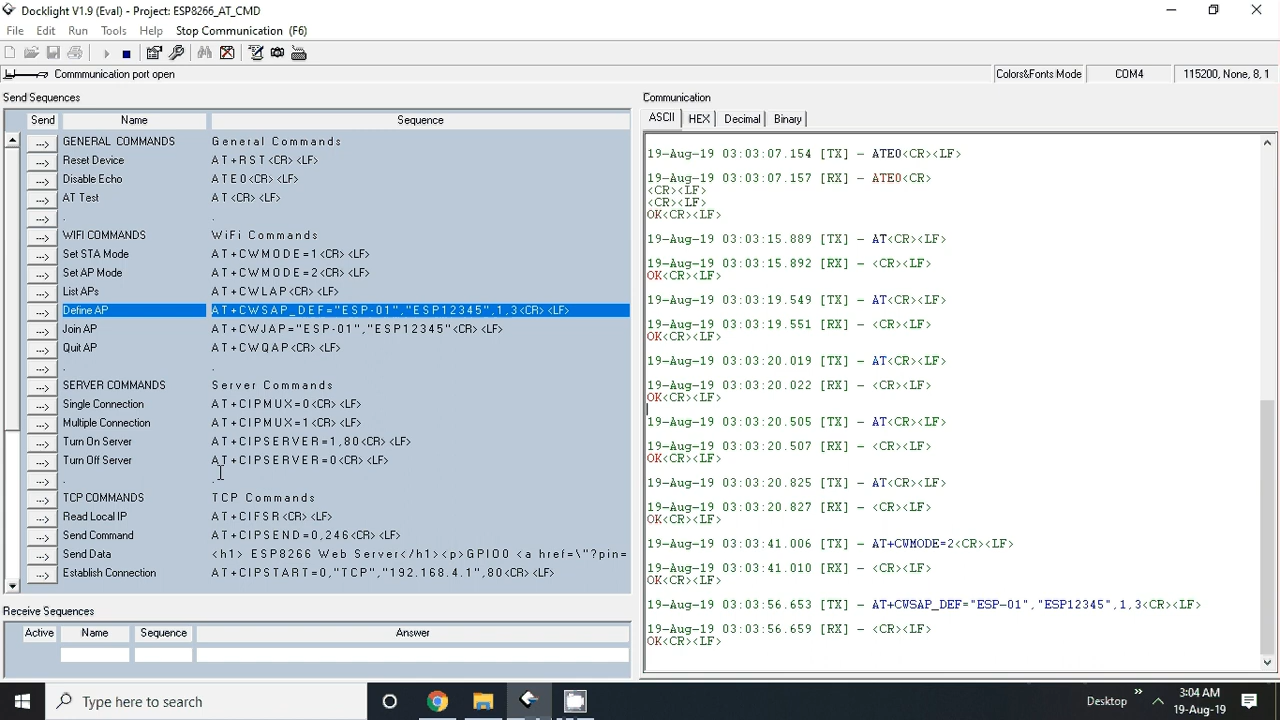 Docklight V1.9 (Eval) - Project: ESP8266_AT_CMD
File Edit Run Tools Help Stop Communication (F6)
Commmunication port open
Colors&Fonts Mode COM4 115200, None, 8, 1
Send Sequences
Send Name Sequence
---> GENERAL COMMANDS General Commands
---> Reset Device AT+RST<CR><LF>
---> Disable Echo ATE0<CR><LF>
---> AT Test AT<CR><LF>
---> . .
---> WIFI COMMANDS WiFi Commands
---> Set STA Mode AT+CWMODE=1<CR><LF>
---> Set AP Mode AT+CWMODE=2<CR><LF>
---> List APs AT+CWLAP<CR><LF>
---> Define AP AT+CWSAP_DEF="ESP-01","ESP12345",1,3<CR><LF>
---> Join AP AT+CWJAP="ESP-01","ESP12345"<CR><LF>
---> Quit AP AT+CWQAP<CR><LF>
---> . .
---> SERVER COMMANDS Server Commands
---> Single Connection AT+CIPMUX=0<CR><LF>
---> Multiple Connection AT+CIPMUX=1<CR><LF>
---> Turn On Server AT+CIPSERVER=1,80<CR><LF>
---> Turn Off Server AT+CIPSERVER=0<CR><LF>
---> . .
---> TCP COMMANDS TCP Commands
---> Read Local IP AT+CIFSR<CR><LF>
---> Send Command AT+CIPSEND=0,246<CR><LF>
---> Send Data <h1> ESP8266 Web Server</h1><p>GPIO0 <a href=\"?pin=
---> Establish Connection AT+CIPSTART=0,"TCP","192.168.4.1",80<CR><LF>
Receive Sequences
Active Name Sequence Answer
Communication
ASCII HEX Decimal Binary
19-Aug-19 03:03:07.154 [TX] - ATE0<CR><LF>
19-Aug-19 03:03:07.157 [RX] - ATE0<CR>
<CR><LF>
<CR><LF>
OK<CR><LF>
19-Aug-19 03:03:15.889 [TX] - AT<CR><LF>
19-Aug-19 03:03:15.892 [RX] - <CR><LF>
OK<CR><LF>
19-Aug-19 03:03:19.549 [TX] - AT<CR><LF>
19-Aug-19 03:03:19.551 [RX] - <CR><LF>
OK<CR><LF>
19-Aug-19 03:03:20.019 [TX] - AT<CR><LF>
19-Aug-19 03:03:20.022 [RX] - <CR><LF>
OK<CR><LF>
19-Aug-19 03:03:20.505 [TX] - AT<CR><LF>
19-Aug-19 03:03:20.507 [RX] - <CR><LF>
OK<CR><LF>
19-Aug-19 03:03:20.825 [TX] - AT<CR><LF>
19-Aug-19 03:03:20.827 [RX] - <CR><LF>
OK<CR><LF>
19-Aug-19 03:03:41.006 [TX] - AT+CWMODE=2<CR><LF>
19-Aug-19 03:03:41.010 [RX] - <CR><LF>
OK<CR><LF>
19-Aug-19 03:03:56.653 [TX] - AT+CWSAP_DEF="ESP-01","ESP12345",1,3<CR><LF>
19-Aug-19 03:03:56.659 [RX] - <CR><LF>
OK<CR><LF>
Type here to search
Desktop »
3:04 AM
19-Aug-19